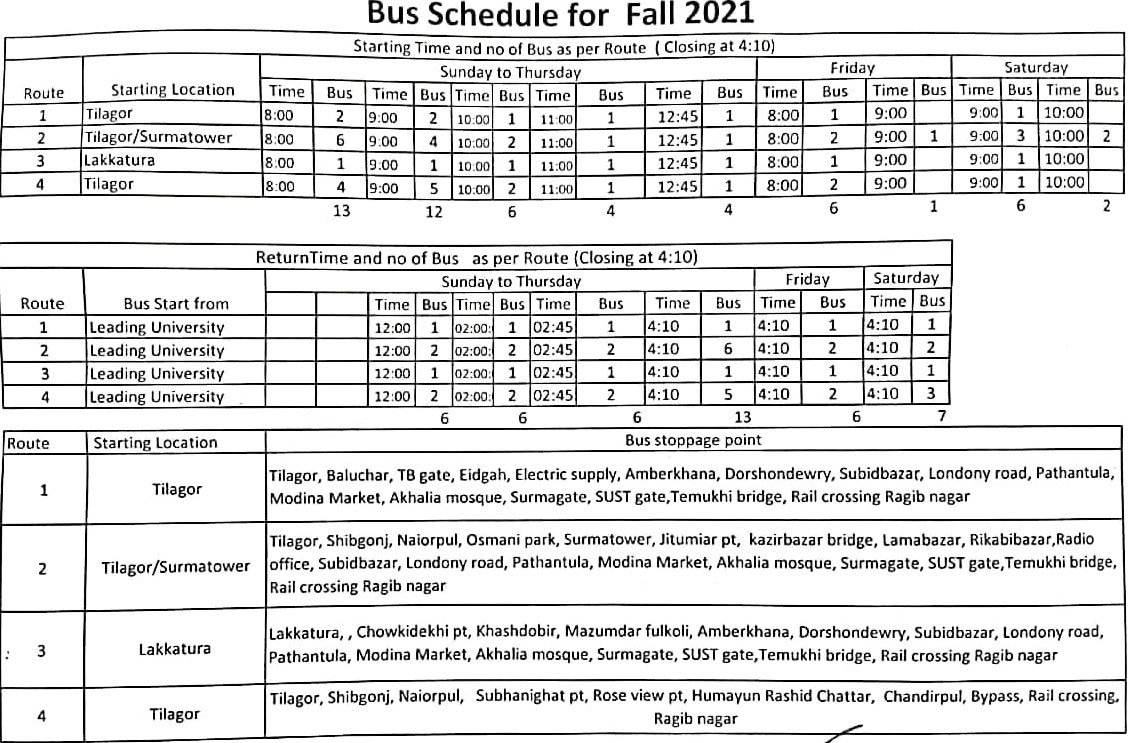 Bus Schedule for Fall 2021
Starting Time and no of Bus as per Route ( Closing at 4:10)
Sunday to Thursday Friday Saturday
Route Starting Location Time Bus Time Bus Time Bus Time Bus Time Bus Time Bus Time Bus Time Bus Time Bus
1 Tilagor 8:00 2 9:00 2 10:00 1 11:00 1 12:45 1 8:00 1 9:00 9:00 1 10:00
2 Tilagor/Surmatower 8:00 6 9:00 4 10:00 2 11:00 1 12:45 1 8:00 2 9:00 1 9:00 3 10:00 2
3 Lakkatura 8:00 1 9:00 1 10:00 1 11:00 1 12:45 1 8:00 1 9:00 9:00 1 10:00
4 Tilagor 8:00 4 9:00 5 10:00 2 11:00 1 12:45 1 8:00 2 9:00 9:00 1 10:00
13 12 6 4 4 6 1 6 2
ReturnTime and no of Bus as per Route (Closing at 4:10)
Sunday to Thursday Friday Saturday
Route Bus Start from Time Bus Time Bus Time Bus Time Bus Time Bus Time Bus
1 Leading University 12:00 1 02:00: 1 02:45 1 4:10 1 4:10 1 4:10 1
2 Leading University 12:00 2 02:00: 2 02:45 2 4:10 6 4:10 2 4:10 2
3 Leading University 12:00 1 02:00: 1 02:45 1 4:10 1 4:10 1 4:10 1
4 Leading University 12:00 2 02:00: 2 02:45 2 4:10 5 4:10 2 4:10 3
6 6 6 13 6 7
Route Starting Location Bus stoppage point
1 Tilagor Tilagor, Baluchar, TB gate, Eidgah, Electric supply, Amberkhana, Dorshondewry, Subidbazar, Londony road, Pathantula,
Modina Market, Akhalia mosque, Surmagate, SUST gate,Temukhi bridge, Rail crossing Ragib nagar
2 Tilagor/Surmatower Tilagor, Shibgonj, Naiorpul, Osmani park, Surmatower, Jitumiar pt, kazirbazar bridge, Lamabazar, Rikabibazar,Radio
office, Subidbazar, Londony road, Pathantula, Modina Market, Akhalia mosque, Surmagate, SUST gate,Temukhi bridge,
Rail crossing Ragib nagar
3 Lakkatura Lakkatura, , Chowkidekhi pt, Khashdobir, Mazumdar fulkoli, Amberkhana, Dorshondewry, Subidbazar, Londony road,
Pathantula, Modina Market, Akhalia mosque, Surmagate, SUST gate,Temukhi bridge, Rail crossing Ragib nagar
4 Tilagor Tilagor, Shibgonj, Naiorpul, Subhanighat pt, Rose view pt, Humayun Rashid Chattar, Chandirpul, Bypass, Rail crossing,
Ragib nagar